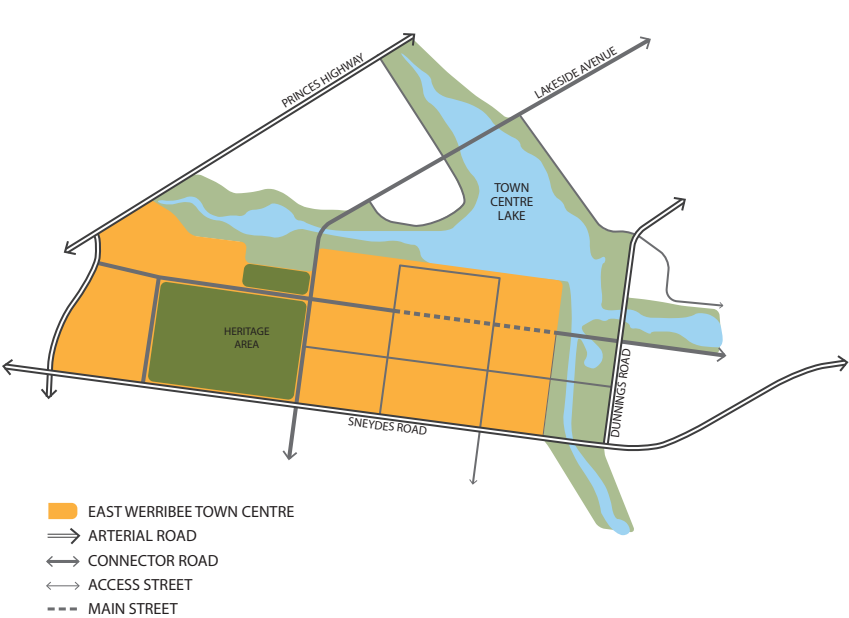 PRINCES HIGHWAY
LAKESIDE AVENUE
TOWN
CENTRE
LAKE
HERITAGE
AREA
DUNNINGS ROAD
SNEYDES ROAD
EAST WERRIBEE TOWN CENTRE
ARTERIAL ROAD
CONNECTOR ROAD
ACCESS STREET
MAIN STREET